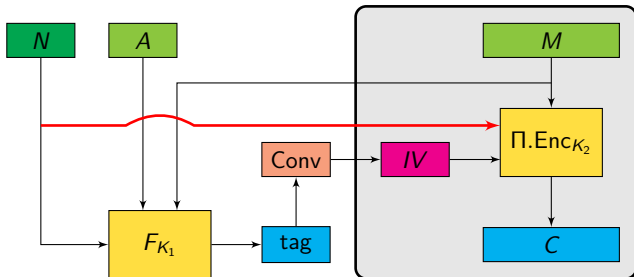 N
A
M
Π.Enc_{K_2}
Conv
IV
F_{K_1}
tag
C